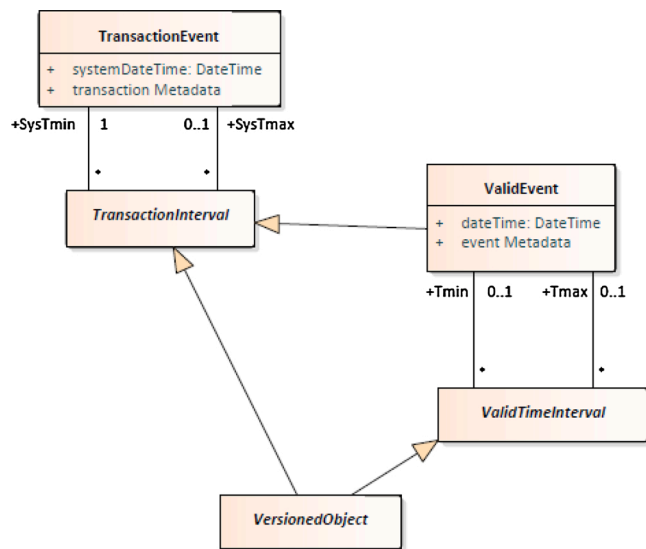 TransactionEvent
+ systemDateTime: DateTime
+ transaction Metadata
+SysTmin 1 0..1 +SysTmax
* *
TransactionInterval
ValidEvent
+ dateTime: DateTime
+ event Metadata
+Tmin 0..1 +Tmax 0..1
* *
ValidTimeInterval
VersionedObject